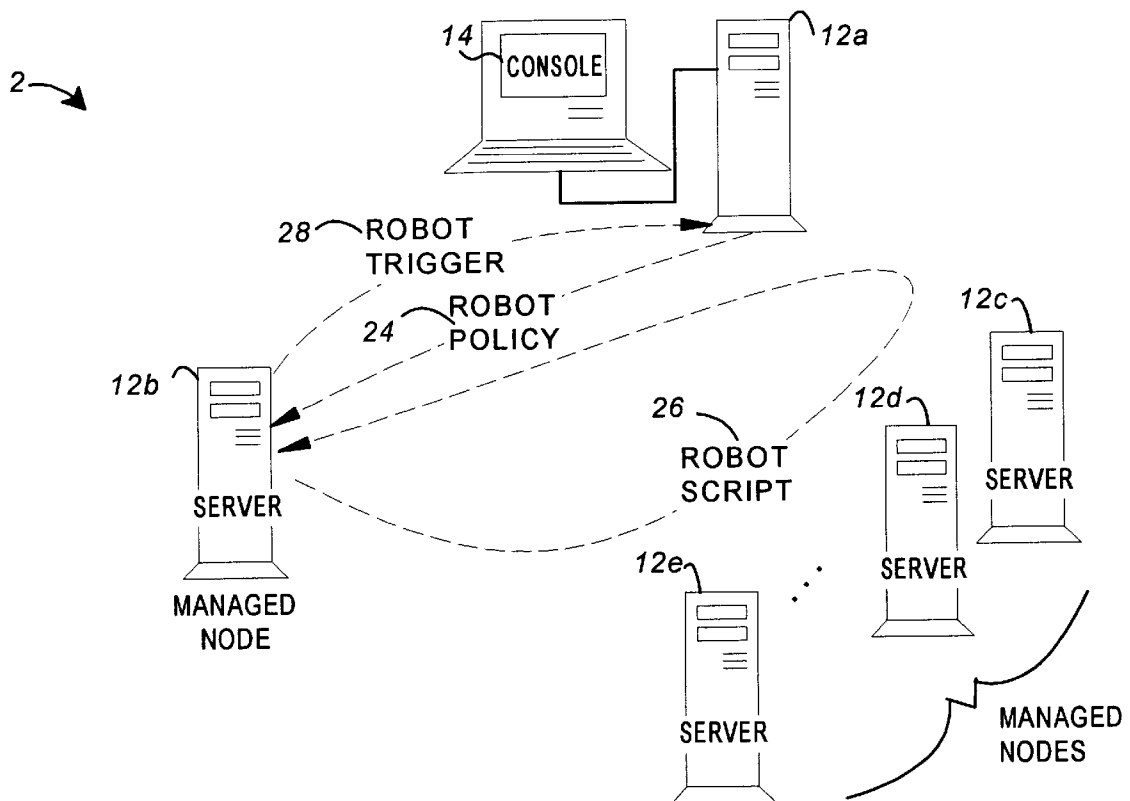 14
12a
CONSOLE
2
28
ROBOT
TRIGGER
24
ROBOT
POLICY
12c
12b
26
12d
ROBOT
SCRIPT
SERVER
SERVER
12e
SERVER
MANAGED
NODE
SERVER
MANAGED
NODES